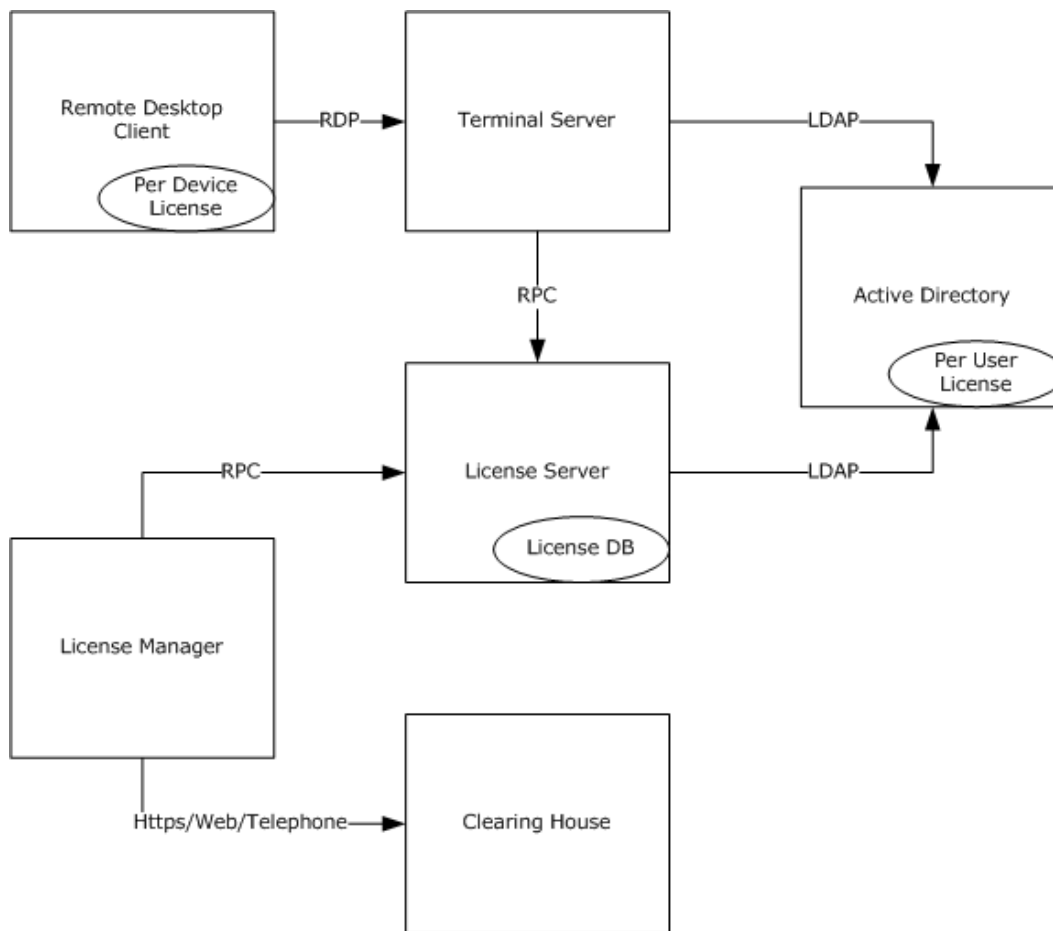 Remote Desktop
Client
RDP
Terminal Server
LDAP
Per Device
License
RPC
Active Directory
Per User
License
RPC
License Server
LDAP
License DB
License Manager
Https/Web/Telephone
Clearing House